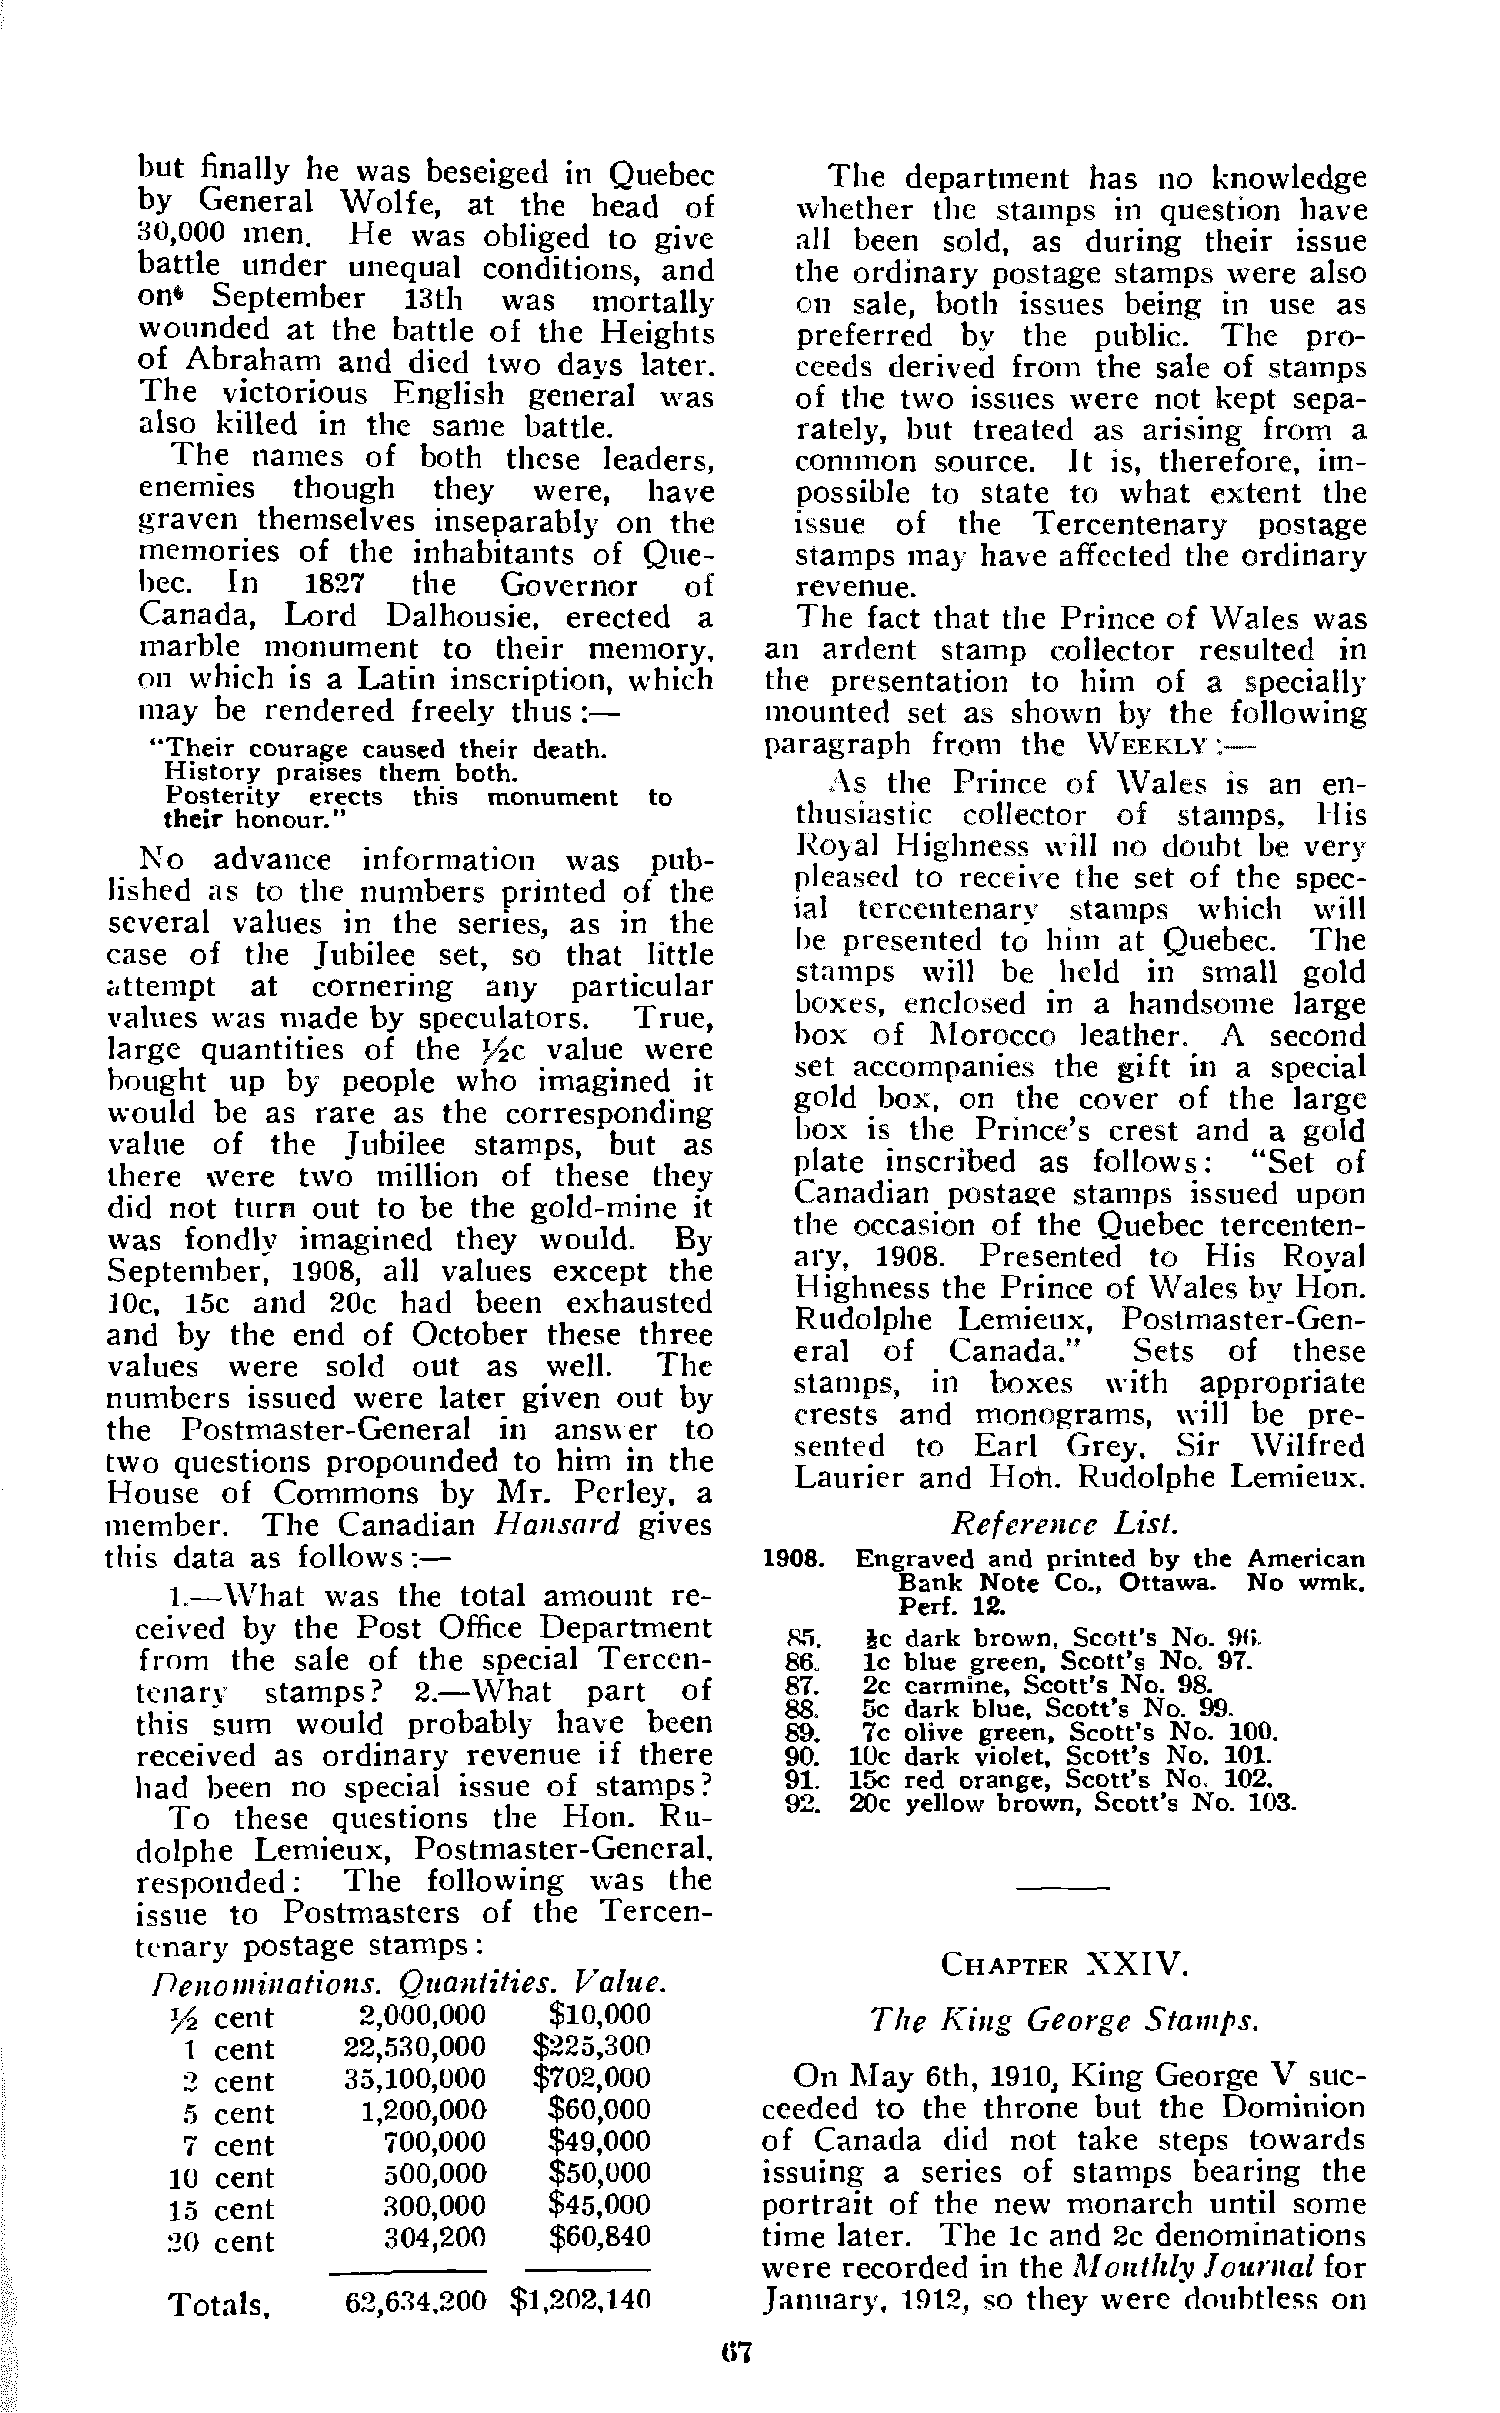 but finally he was beseiged in Quebec
by General Wolfe, at the head of
30,000 men. He was obliged to give
battle under unequal conditions, and
on September 13th was mortally
wounded at the battle of the Heights
of Abraham and died two days later.
The victorious English general was
also killed in the same battle.
The names of both these leaders,
enemies though they were, have
graven themselves inseparably on the
memories of the inhabitants of Que-
bec. In 1827 the Governor of
Canada, Lord Dalhousie, erected a
marble monument to their memory,
on which is a Latin inscription, which
may be rendered freely thus:—
"Their courage caused their death.
History praises them both.
Posterity erects this monument to
their honour."
No advance information was pub-
lished as to the numbers printed of the
several values in the series, as in the
case of the Jubilee set, so that little
attempt at cornering any particular
values was made by speculators. True,
large quantities of the ½c value were
bought up by people who imagined it
would be as rare as the corresponding
value of the Jubilee stamps, but as
there were two million of these they
did not turn out to be the gold-mine it
was fondly imagined they would. By
September, 1908, all values except the
10c, 15c and 20c had been exhausted
and by the end of October these three
values were sold out as well. The
numbers issued were later given out by
the Postmaster-General in answer to
two questions propounded to him in the
House of Commons by Mr. Perley, a
member. The Canadian Hansard gives
this data as follows:—
1.—What was the total amount re-
ceived by the Post Office Department
from the sale of the special Tercen-
tenary stamps? 2.—What part of
this sum would probably have been
received as ordinary revenue if there
had been no special issue of stamps?
To these questions the Hon. Ru-
dolphe Lemieux, Postmaster-General,
responded: The following was the
issue to Postmasters of the Tercen-
tenary postage stamps:
Denominations. Quantities. Value.
½ cent 2,000,000 $10,000
1 cent 22,530,000 $225,300
2 cent 35,100,000 $702,000
5 cent 1,200,000 $60,000
7 cent 700,000 $49,000
10 cent 500,000 $50,000
15 cent 300,000 $45,000
20 cent 304,200 $60,840
Totals, 62,634,200 $1,202,140
The department has no knowledge
whether the stamps in question have
all been sold, as during their issue
the ordinary postage stamps were also
on sale, both issues being in use as
preferred by the public. The pro-
ceeds derived from the sale of stamps
of the two issues were not kept sepa-
rately, but treated as arising from a
common source. It is, therefore, im-
possible to state to what extent the
issue of the Tercentenary postage
stamps may have affected the ordinary
revenue.
The fact that the Prince of Wales was
an ardent stamp collector resulted in
the presentation to him of a specially
mounted set as shown by the following
paragraph from the WEEKLY:—
As the Prince of Wales is an en-
thusiastic collector of stamps, His
Royal Highness will no doubt be very
pleased to receive the set of the spec-
ial tercentenary stamps which will
be presented to him at Quebec. The
stamps will be held in small gold
boxes, enclosed in a handsome large
box of Morocco leather. A second
set accompanies the gift in a special
gold box, on the cover of the large
box is the Prince's crest and a gold
plate inscribed as follows: "Set of
Canadian postage stamps issued upon
the occasion of the Quebec tercenten-
ary, 1908. Presented to His Royal
Highness the Prince of Wales by Hon.
Rudolphe Lemieux, Postmaster-Gen-
eral of Canada." Sets of these
stamps, in boxes with appropriate
crests and monograms, will be pre-
sented to Earl Grey, Sir Wilfred
Laurier and Hon. Rudolphe Lemieux.
Reference List.
1908. Engraved and printed by the American
Bank Note Co., Ottawa. No wmk.
Perf. 12.
85. ½c dark brown, Scott's No. 96.
86. 1c blue green, Scott's No. 97.
87. 2c carmine, Scott's No. 98.
88. 5c dark blue, Scott's No. 99.
89. 7c olive green, Scott's No. 100.
90. 10c dark violet, Scott's No. 101.
91. 15c red orange, Scott's No. 102.
92. 20c yellow brown, Scott's No. 103.
CHAPTER XXIV.
The King George Stamps.
On May 6th, 1910, King George V suc-
ceeded to the throne but the Dominion
of Canada did not take steps towards
issuing a series of stamps bearing the
portrait of the new monarch until some
time later. The 1c and 2c denominations
were recorded in the Monthly Journal for
January, 1912, so they were doubtless on
67